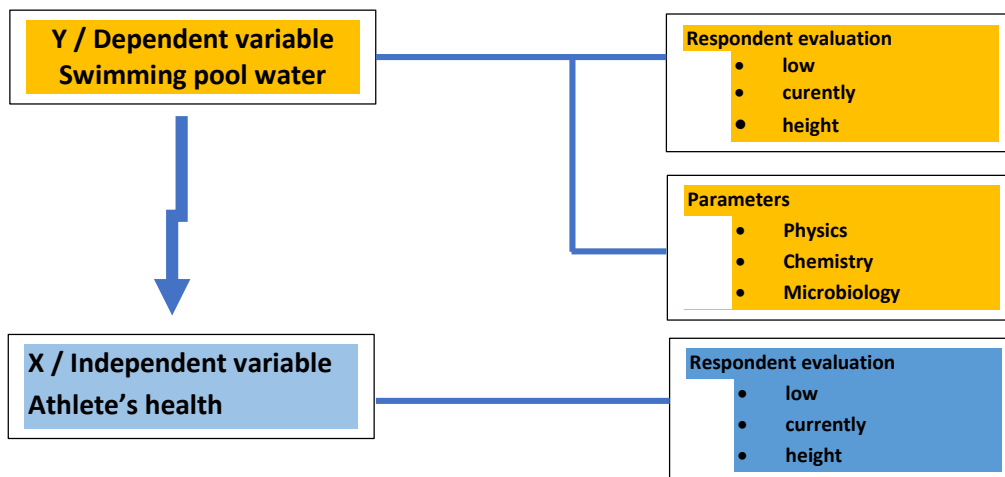 Y / Dependent variable
Swimming pool water
Respondent evaluation
• low
• curently
• height
Parameters
• Physics
• Chemistry
• Microbiology
X / Independent variable
Athlete’s health
Respondent evaluation
• low
• currently
• height